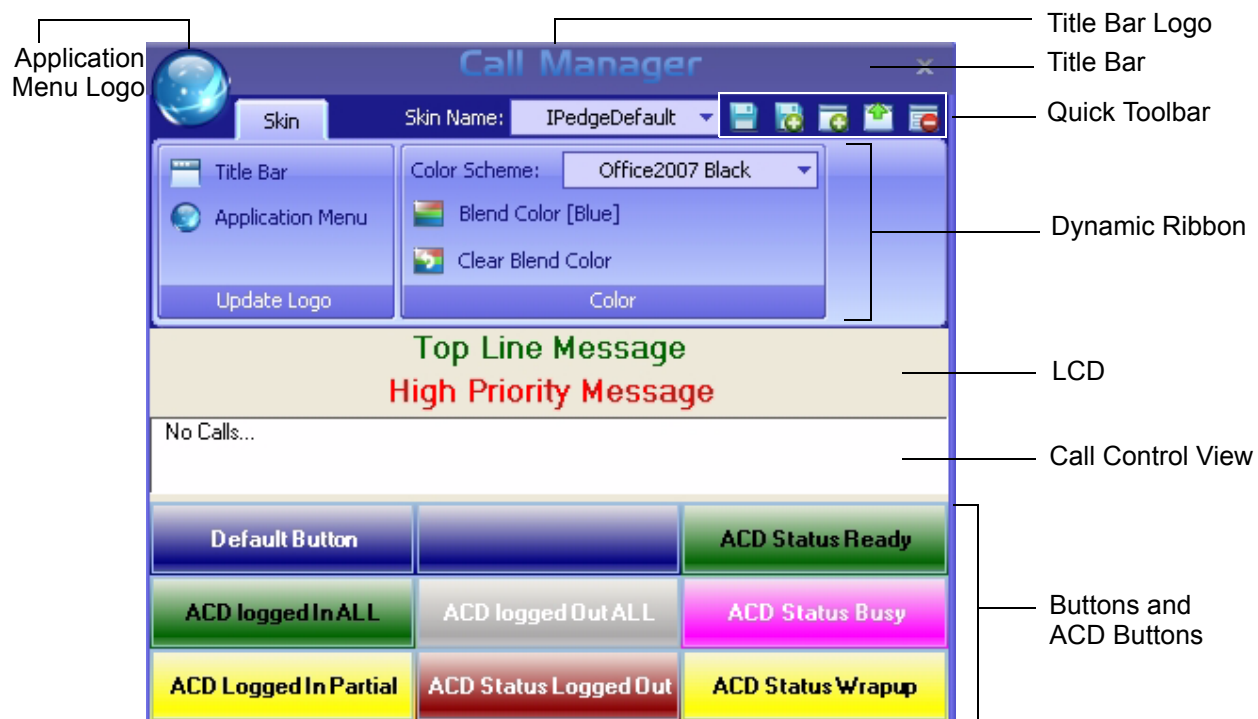 Title Bar Logo
Application
Menu Logo
Call Manager
x
Title Bar
Skin
Skin Name:
IPedgeDefault
Quick Toolbar
Title Bar
Application Menu
Update Logo
Color Scheme:
Office2007 Black
Blend Color [Blue]
Clear Blend Color
Color
Dynamic Ribbon
Top Line Message
High Priority Message
LCD
No Calls...
Call Control View
Default Button
ACD Status Ready
ACD logged In ALL
ACD logged Out ALL
ACD Status Busy
Buttons and
ACD Buttons
ACD Logged In Partial
ACD Status Logged Out
ACD Status Wrapup